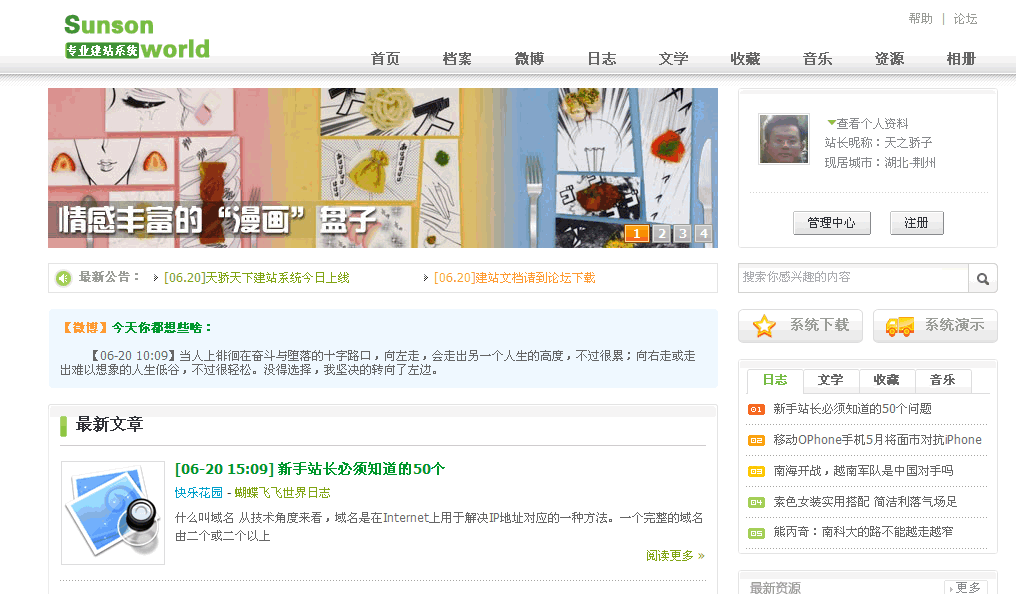 Sunson
专业建站系统world
帮助 | 论坛
首页 档案 微博 日志 文学 收藏 音乐 资源 相册
情感丰富的“漫画”盘子
1 2 3 4
▼查看个人资料
站长昵称：天之骄子
现居城市：湖北-荆州
管理中心 注册
最新公告： [06.20]天骄天下建站系统今日上线 [06.20]建站文档请到论坛下载
搜索你感兴趣的内容
系统下载 系统演示
【微博】今天你都想些啥：
【06-20 10:09】当人上徘徊在奋斗与堕落的十字路口，向左走，会走出另一个人生的高度，不过很累；向右走或走
出难以想象的人生低谷，不过很轻松。没得选择，我坚决的转向了左边。
最新文章
[06-20 15:09] 新手站长必须知道的50个
快乐花园 - 蝴蝶飞飞世界日志
什么叫域名 从技术角度来看，域名是在Internet上用于解决IP地址对应的一种方法。一个完整的域名
由二个或二个以上
阅读更多 »
日志 文学 收藏 音乐
01 新手站长必须知道的50个问题
02 移动OPhone手机5月将面市对抗iPhone
03 南海开战，越南军队是中国对手吗
04 素色女装实用搭配 简洁利落气场足
05 熊丙奇：南科大的路不能越走越窄
最新资源 更多